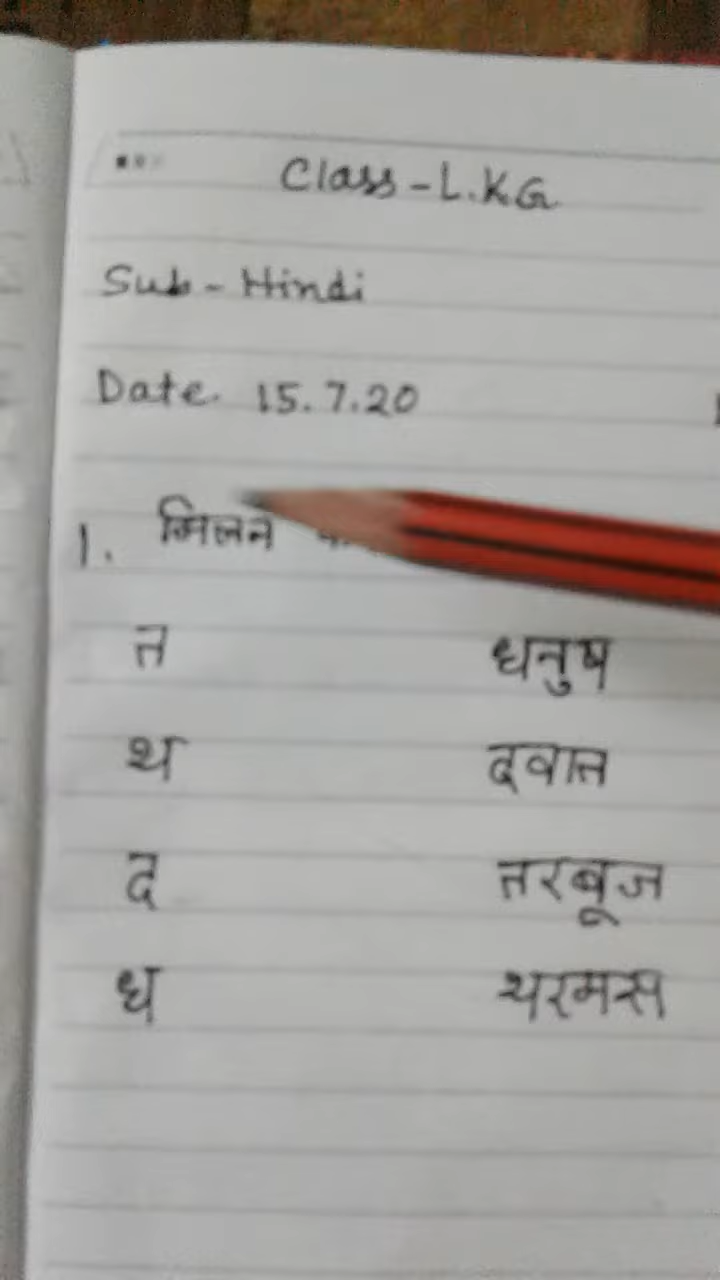 Class - L.KG
Sub - Hindi
Date. 15.7.20
1. मिलान
त धनुष
थ दवात
द तरबूज
ध थरमस